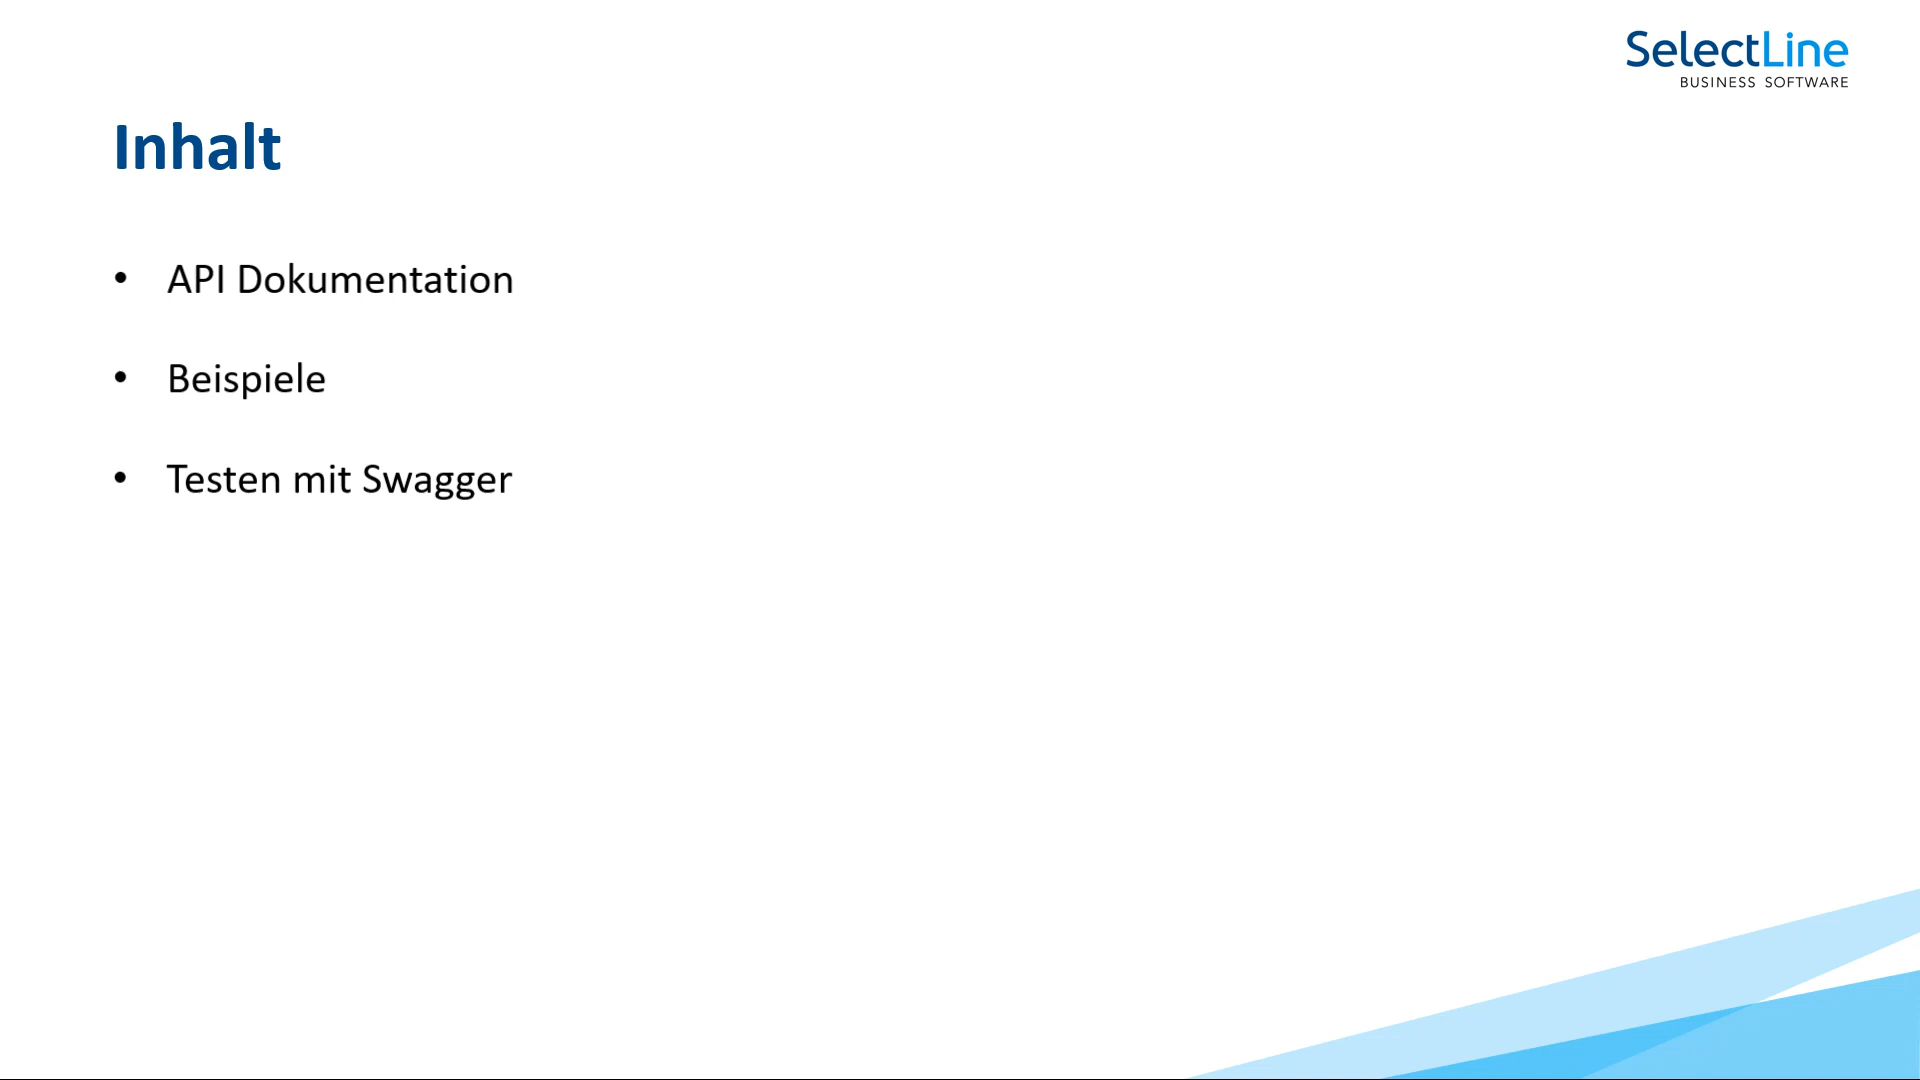 SelectLine
BUSINESS SOFTWARE
Inhalt
• API Dokumentation
• Beispiele
• Testen mit Swagger